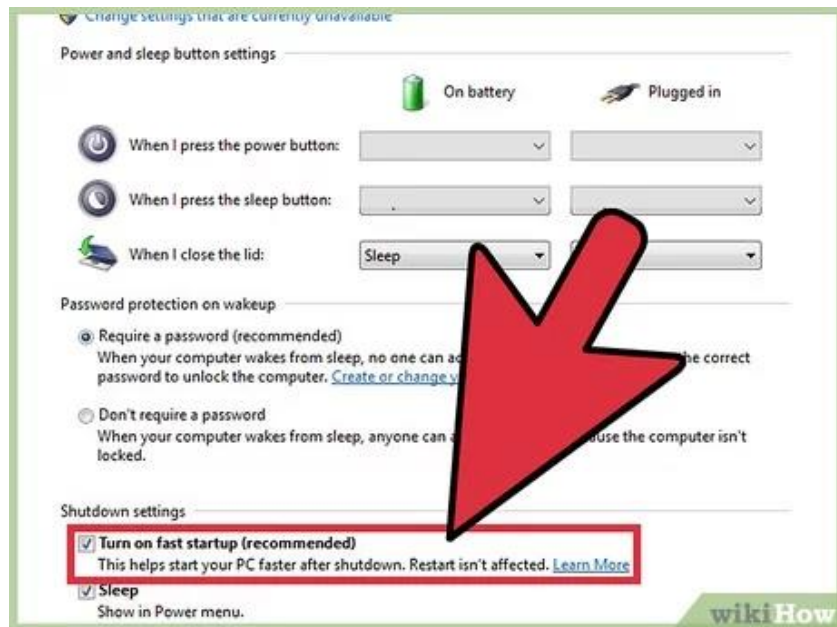 Change settings that are currently unavailable
Power and sleep button settings
On battery
Plugged in
When I press the power button:
When I press the sleep button:
When I close the lid:
Sleep
Password protection on wakeup
Require a password (recommended)
When your computer wakes from sleep, no one can the correct
password to unlock the computer. Create or change
Don't require a password
When your computer wakes from sleep, anyone can the computer isn't
locked.
Shutdown settings
Turn on fast startup (recommended)
This helps start your PC faster after shutdown. Restart isn't affected. Learn More
Sleep
Show in Power menu.
wikiHow